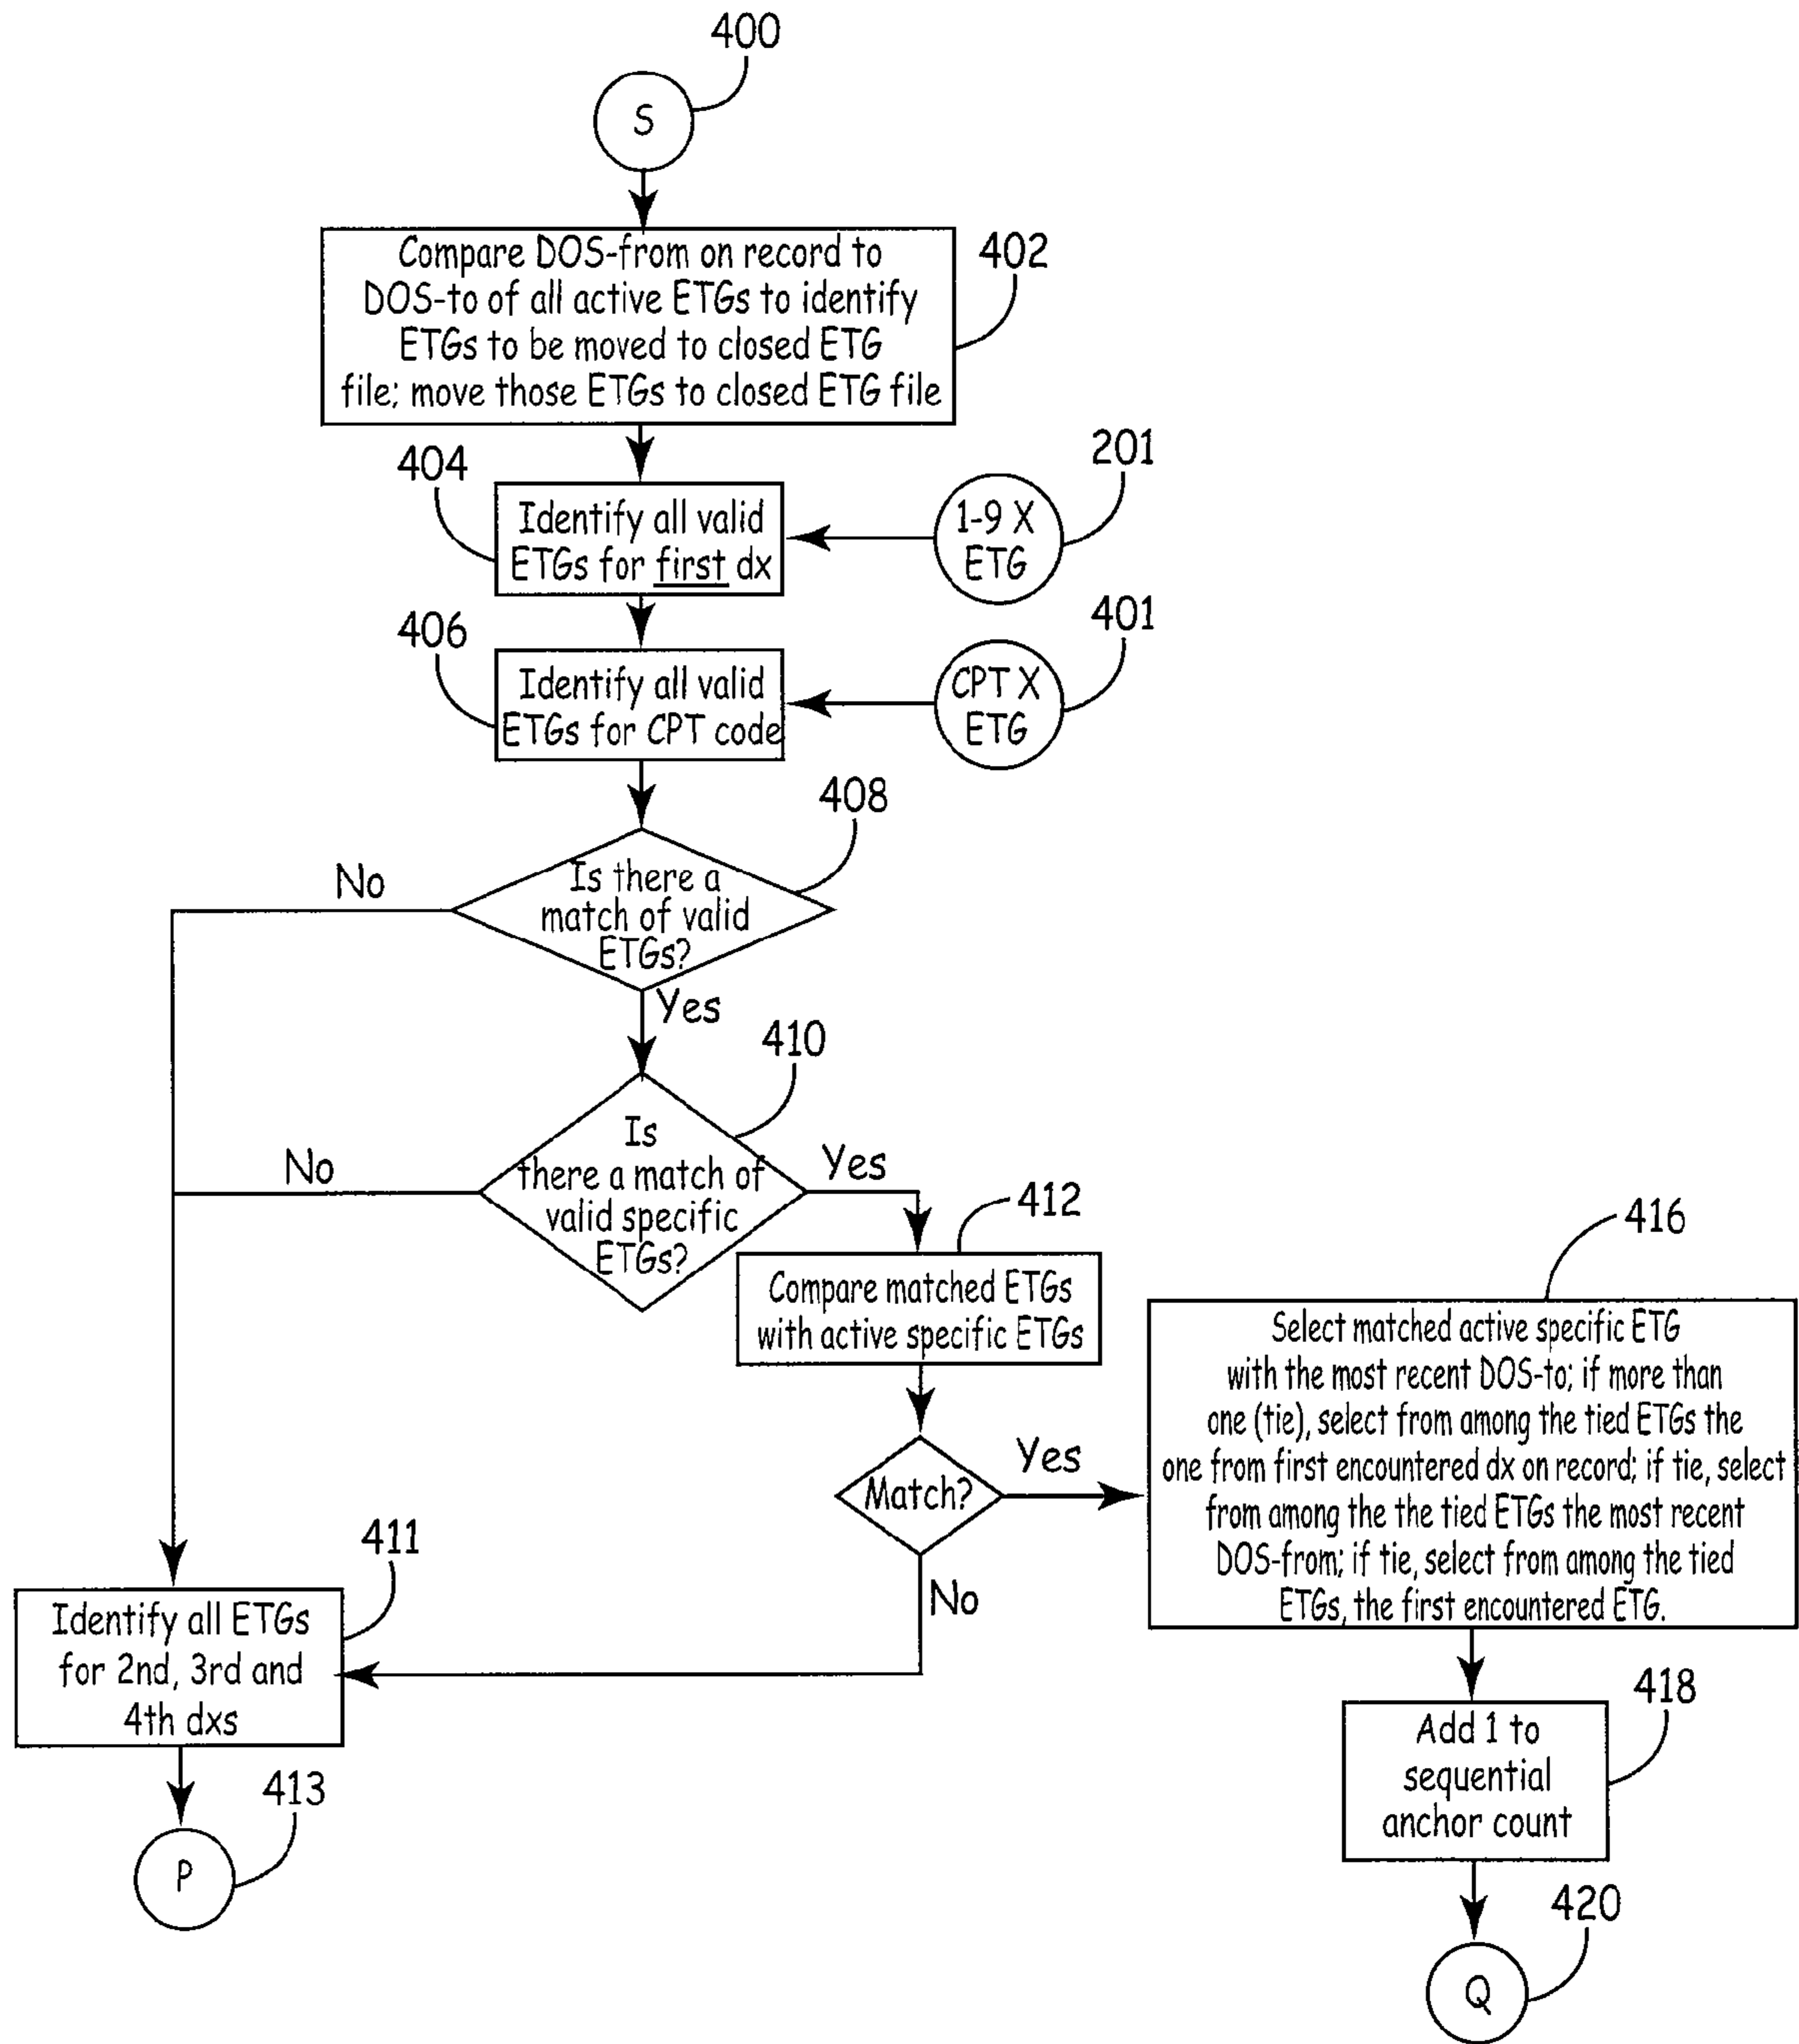 400
S
Compare DOS-from on record to
DOS-to of all active ETGs to identify
ETGs to be moved to closed ETG
file; move those ETGs to closed ETG file
402
404
Identify all valid
ETGs for first dx
1-9 X
ETG
201
406
Identify all valid
ETGs for CPT code
CPT X
ETG
401
408
Is there a
match of valid
ETGs?
No
Yes
410
Is
there a match of
valid specific
ETGs?
No
Yes
412
Compare matched ETGs
with active specific ETGs
416
Select matched active specific ETG
with the most recent DOS-to; if more than
one (tie), select from among the tied ETGs the
one from first encountered dx on record; if tie, select
from among the the tied ETGs the most recent
DOS-from; if tie, select from among the tied
ETGs, the first encountered ETG.
Match?
Yes
No
411
Identify all ETGs
for 2nd, 3rd and
4th dxs
413
P
418
Add 1 to
sequential
anchor count
420
Q